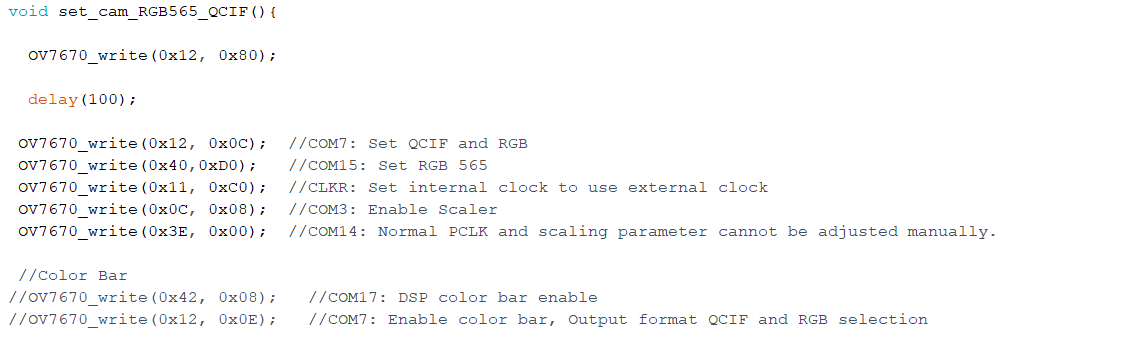 void set_cam_RGB565_QCIF(){
OV7670_write(0x12, 0x80);
delay(100);
OV7670_write(0x12, 0x0C); //COM7: Set QCIF and RGB
OV7670_write(0x40,0xD0); //COM15: Set RGB 565
OV7670_write(0x11, 0xC0); //CLKR: Set internal clock to use external clock
OV7670_write(0x0C, 0x08); //COM3: Enable Scaler
OV7670_write(0x3E, 0x00); //COM14: Normal PCLK and scaling parameter cannot be adjusted manually.
//Color Bar
//OV7670_write(0x42, 0x08); //COM17: DSP color bar enable
//OV7670_write(0x12, 0x0E); //COM7: Enable color bar, Output format QCIF and RGB selection